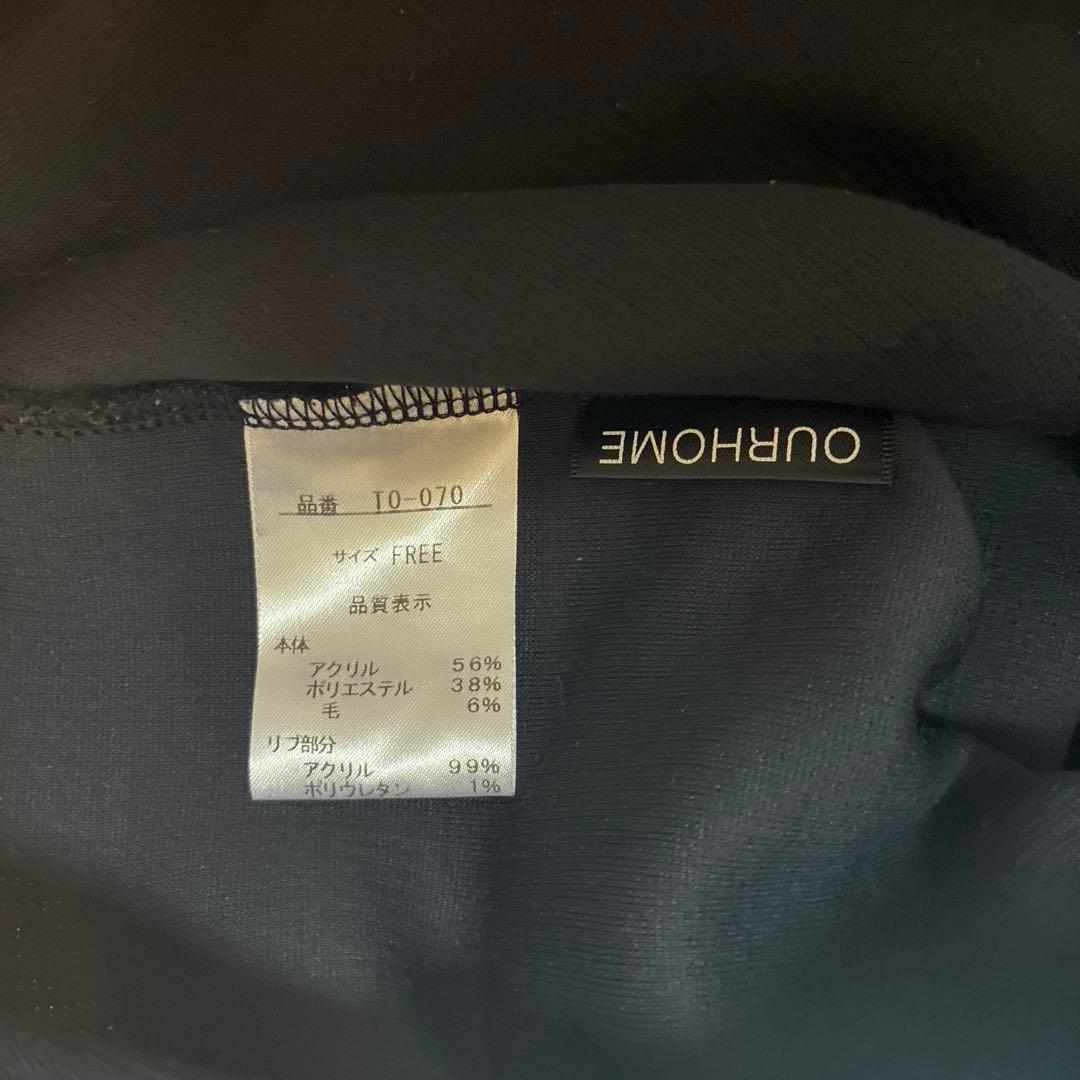 品番 TO-070
サイズ FREE
品質表示
本体
アクリル 56%
ポリエステル 38%
毛 6%
リブ部分
アクリル 99%
ポリウレタン 1%
OURHOME